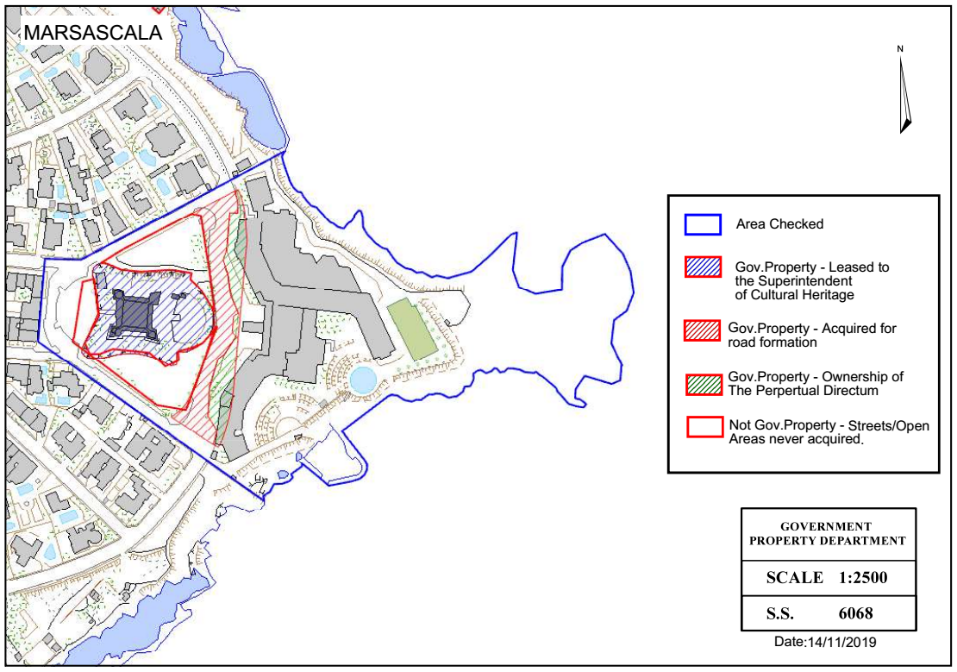 MARSASCALA
N
Area Checked
Gov.Property - Leased to
the Superintendent
of Cultural Heritage
Gov.Property - Acquired for
road formation
Gov.Property - Ownership of
The Perpertual Directum
Not Gov.Property - Streets/Open
Areas never acquired.
GOVERNMENT
PROPERTY DEPARTMENT
SCALE 1:2500
S.S. 6068
Date:14/11/2019